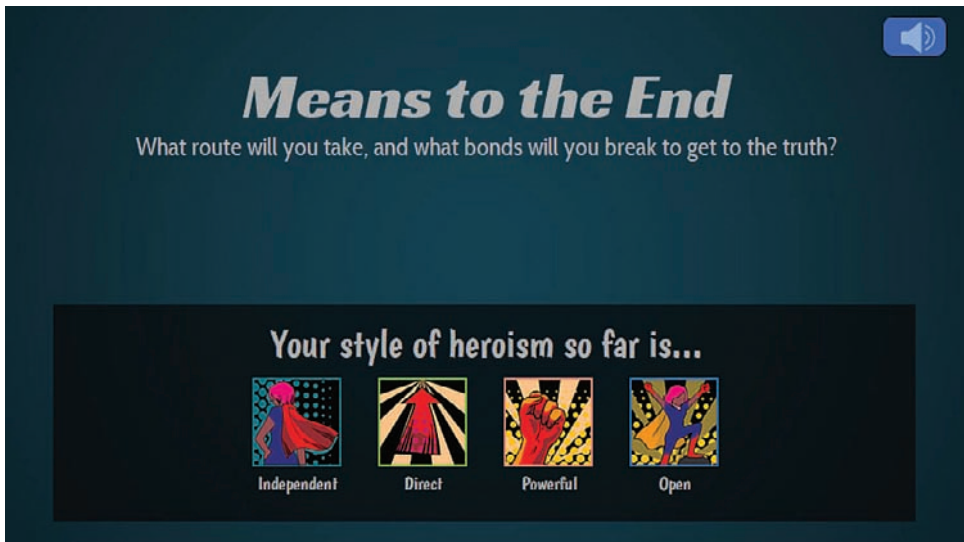 Means to the End
What route will you take, and what bonds will you break to get to the truth?
Your style of heroism so far is...
Independent Direct Powerful Open